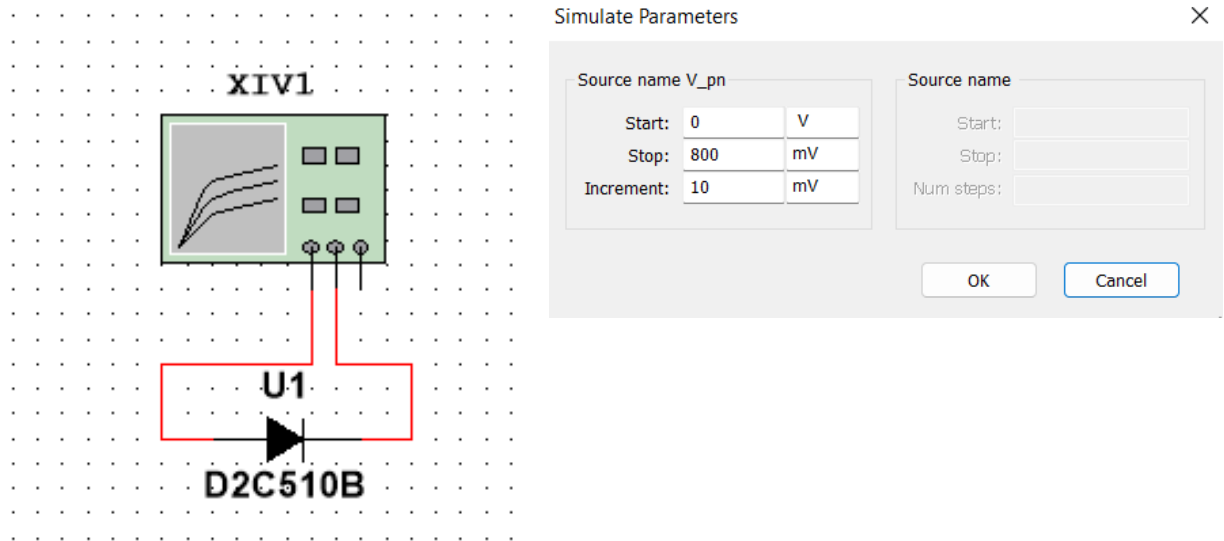 XIV1
U1
D2C510B
Simulate Parameters
Source name V_pn
Start: 0 V
Stop: 800 mV
Increment: 10 mV
Source name
Start:
Stop:
Num steps:
OK Cancel